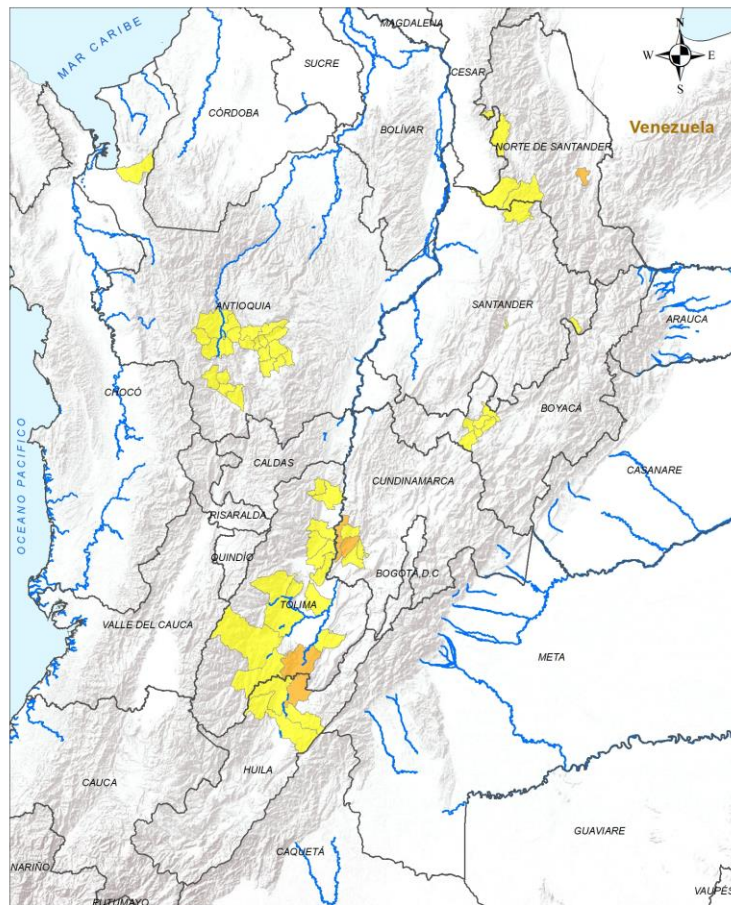 MAGDALENA
N
MAR CARIBE
SUCRE
W E
CESAR
S
CÓRDOBA
BOLÍVAR
Venezuela
NORTE DE SANTANDER
ANTIOQUIA
SANTANDER
ARAUCA
CHOCÓ
BOYACÁ
OCEANO PACIFICO
CALDAS
CUNDINAMARCA
CASANARE
RISARALDA
QUINDÍO
BOGOTÁ, D.C
TOLIMA
VALLE DEL CAUCA
META
HUILA
CAUCA
GUAVIARE
CAQUETÁ
NARIÑO
PUTUMAYO
VAUPÉS